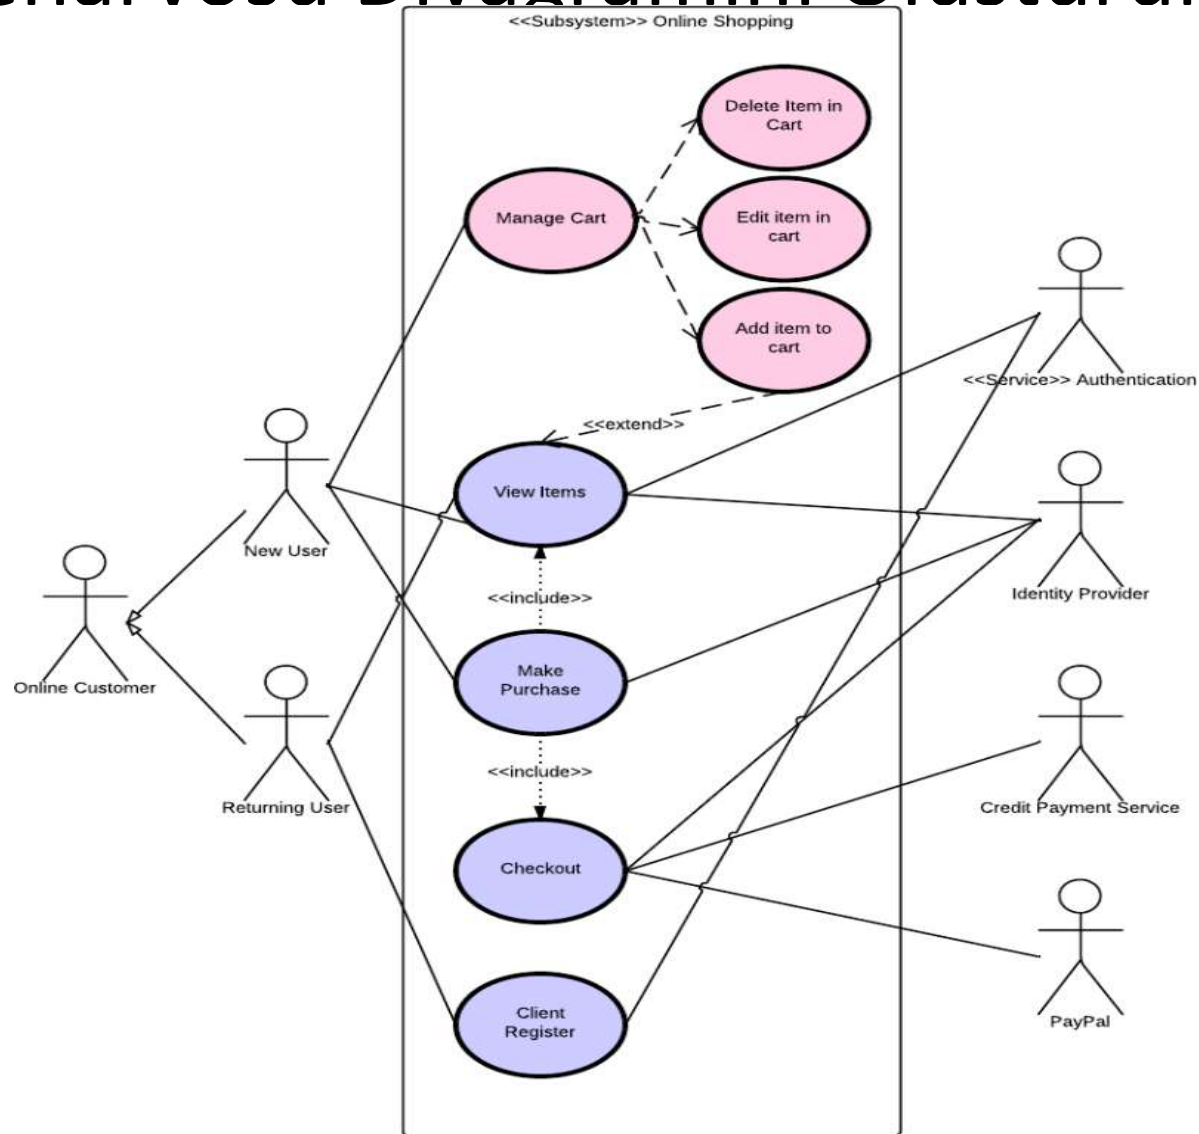 <<Subsystem>> Online Shopping
Delete Item in
Cart
Manage Cart
Edit item in
cart
Add item to
cart
<<Service>> Authentication
<<extend>>
View Items
New User
<<include>>
Identity Provider
Make
Purchase
Online Customer
<<include>>
Returning User
Credit Payment Service
Checkout
Client
Register
PayPal